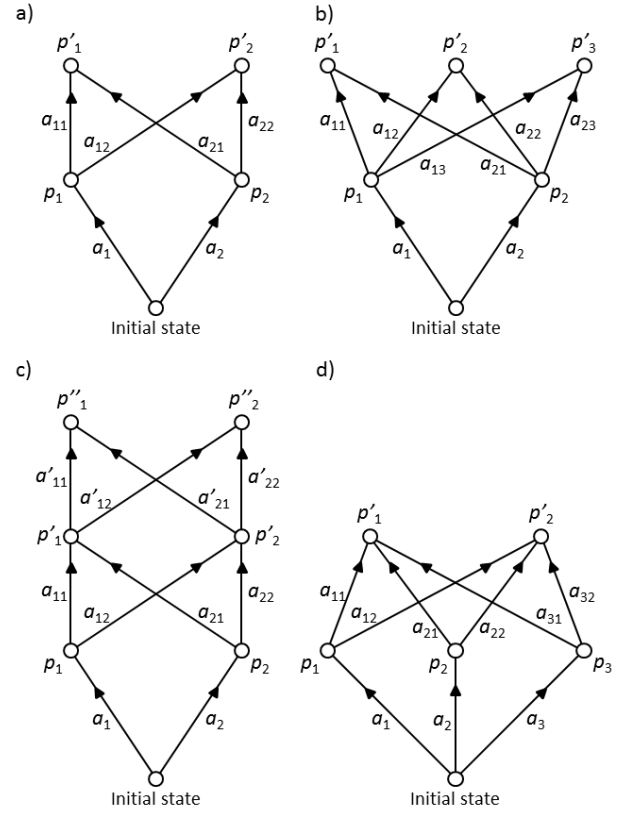 a) b)
p′1 p′2 p′1 p′2 p′3
a11 a12 a21 a22 a11 a12 a13 a21 a22 a23
p1 p2 p1 p2
a1 a2 a1 a2
Initial state Initial state
c) d)
p″1 p″2
a′11 a′12 a′21 a′22
p′1 p′2 p′1 p′2
a11 a12 a21 a22 a11 a12 a21 a22 a31 a32
p1 p2 p1 p2 p3
a1 a2 a1 a2 a3
Initial state Initial state